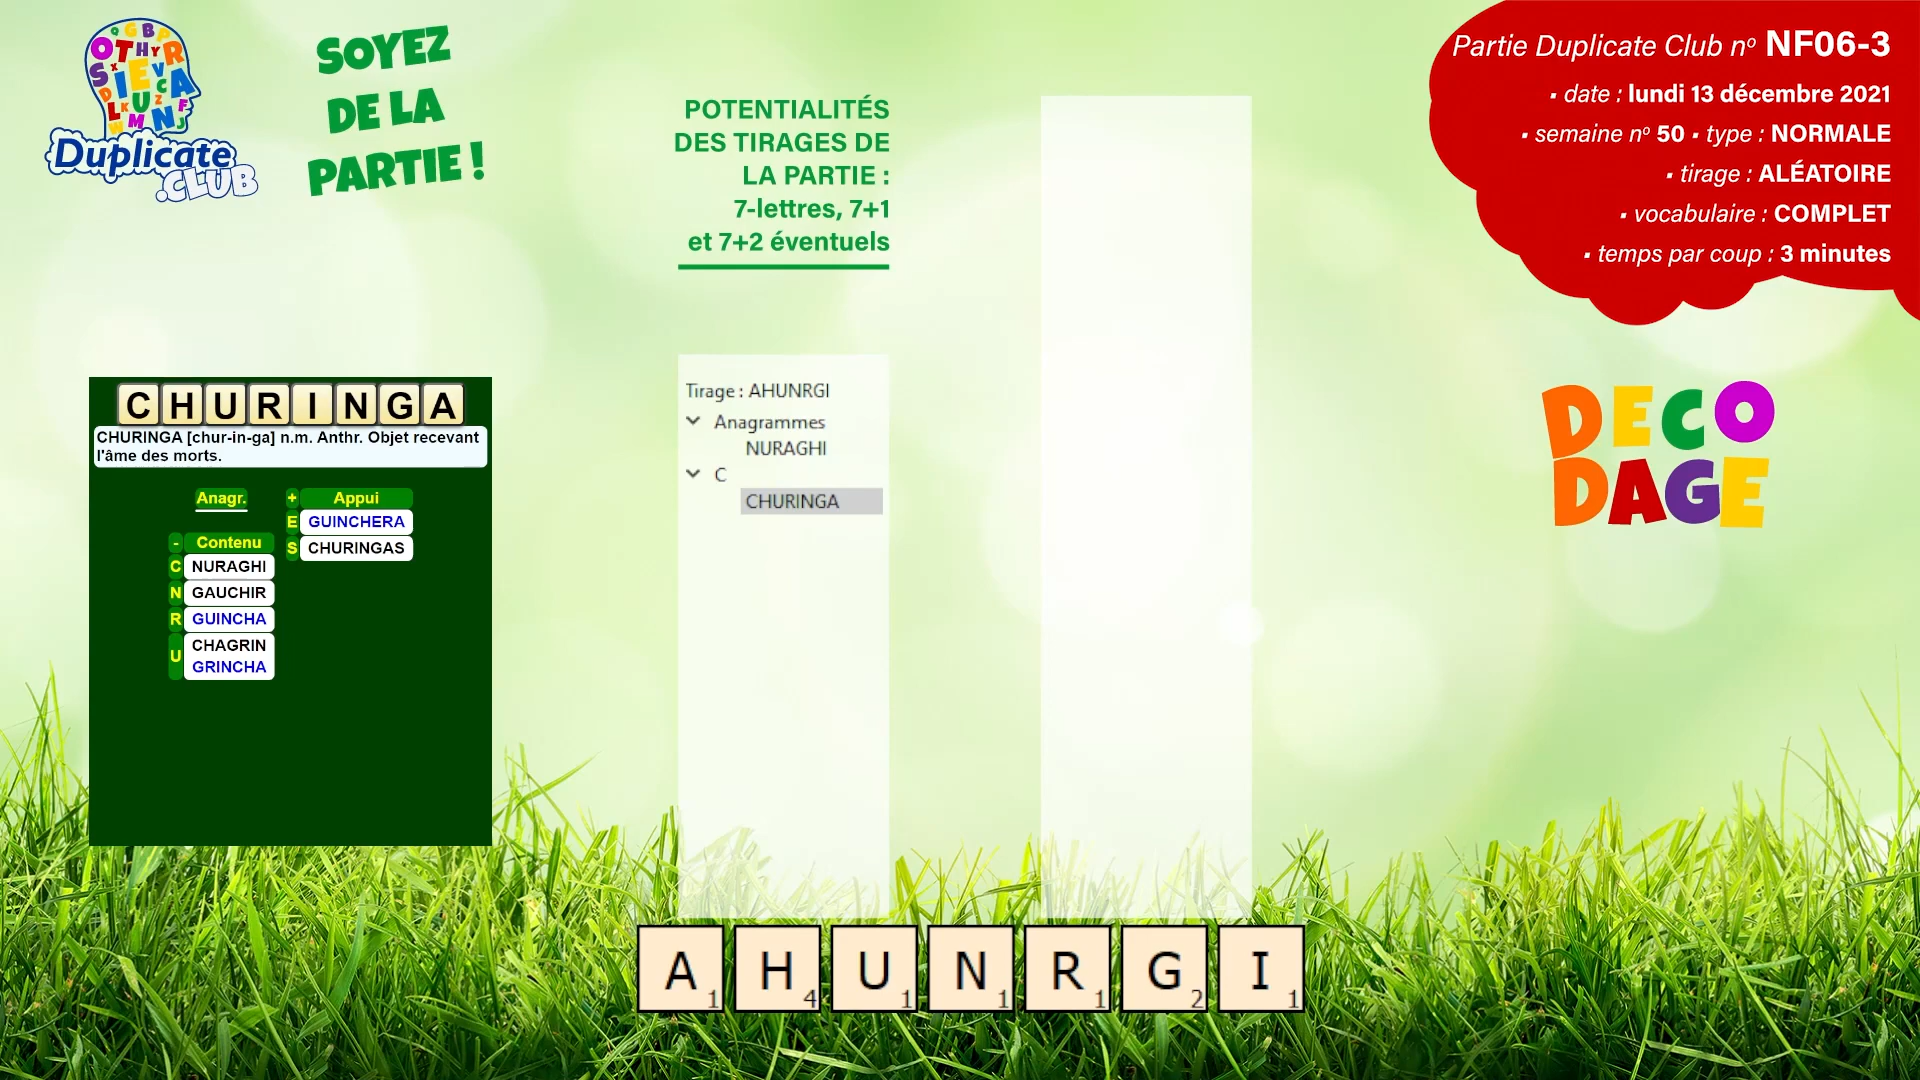 Duplicate
.CLUB
SOYEZ
DE LA
PARTIE !
POTENTIALITÉS
DES TIRAGES DE
LA PARTIE :
7-lettres, 7+1
et 7+2 éventuels
Partie Duplicate Club nº NF06-3
• date : lundi 13 décembre 2021
• semaine nº 50 • type : NORMALE
• tirage : ALÉATOIRE
• vocabulaire : COMPLET
• temps par coup : 3 minutes
CHURINGA
CHURINGA [chur-in-ga] n.m. Anthr. Objet recevant
l'âme des morts.
Anagr.
+ Appui
E GUINCHERA
S CHURINGAS
- Contenu
C NURAGHI
N GAUCHIR
R GUINCHA
U CHAGRIN
GRINCHA
Tirage : AHUNRGI
Anagrammes
NURAGHI
C
CHURINGA
DECO
DAGE
A1 H4 U1 N1 R1 G2 I1